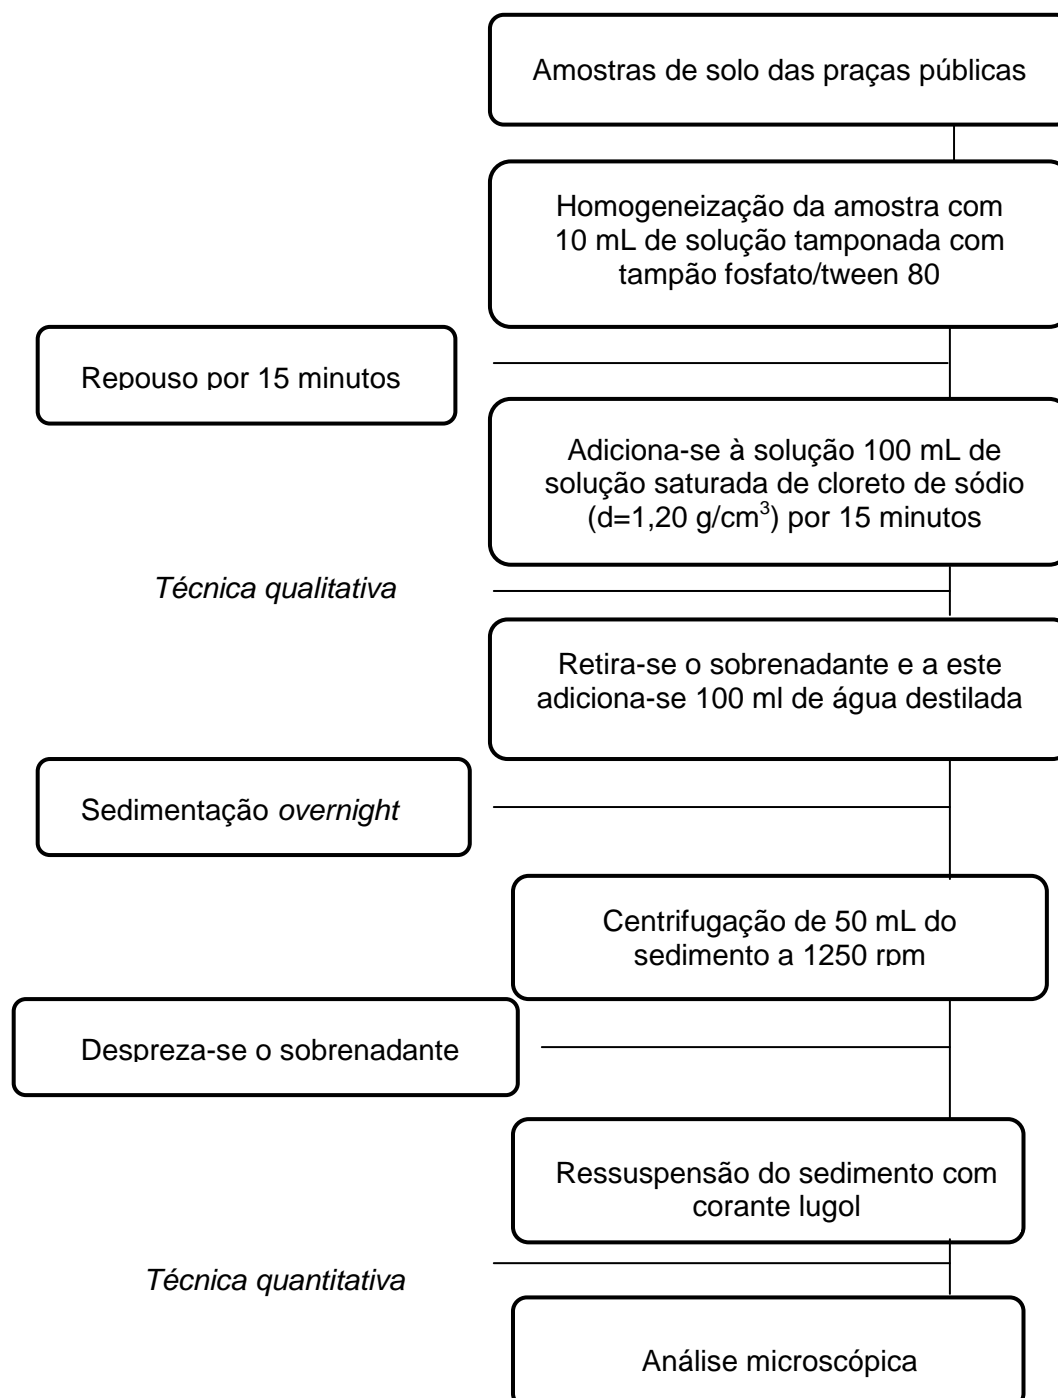 Amostras de solo das praças públicas
Homogeneização da amostra com
10 mL de solução tamponada com
tampão fosfato/tween 80
Repouso por 15 minutos
Adiciona-se à solução 100 mL de
solução saturada de cloreto de sódio
(d=1,20 g/cm³) por 15 minutos
Técnica qualitativa
Retira-se o sobrenadante e a este
adiciona-se 100 ml de água destilada
Sedimentação overnight
Centrifugação de 50 mL do
sedimento a 1250 rpm
Despreza-se o sobrenadante
Ressuspensão do sedimento com
corante lugol
Técnica quantitativa
Análise microscópica